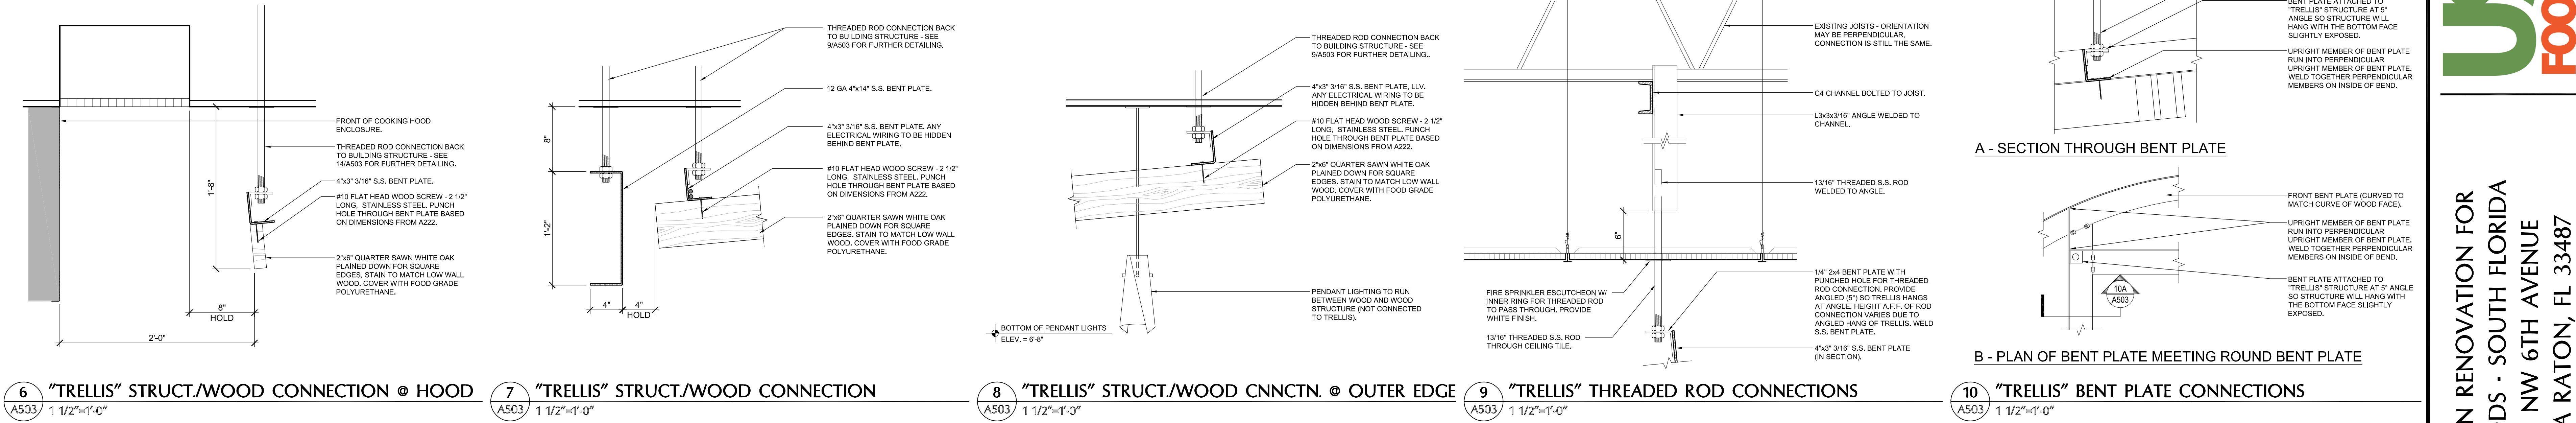 FRONT OF COOKING HOOD
ENCLOSURE.
THREADED ROD CONNECTION BACK
TO BUILDING STRUCTURE - SEE
14/A503 FOR FURTHER DETAILING.
4"x3" 3/16" S.S. BENT PLATE.
#10 FLAT HEAD WOOD SCREW - 2 1/2"
LONG, STAINLESS STEEL, PUNCH
HOLE THROUGH BENT PLATE BASED
ON DIMENSIONS FROM A222.
2"x6" QUARTER SAWN WHITE OAK
PLAINED DOWN FOR SQUARE
EDGES, STAIN TO MATCH LOW WALL
WOOD. COVER WITH FOOD GRADE
POLYURETHANE.
1'-8"
8"
HOLD
2'-0"
6
A503
"TRELLIS" STRUCT./WOOD CONNECTION @ HOOD
1 1/2"=1'-0"
THREADED ROD CONNECTION BACK
TO BUILDING STRUCTURE - SEE
9/A503 FOR FURTHER DETAILING.
12 GA 4"x14" S.S. BENT PLATE.
4"x3" 3/16" S.S. BENT PLATE. ANY
ELECTRICAL WIRING TO BE HIDDEN
BEHIND BENT PLATE.
#10 FLAT HEAD WOOD SCREW - 2 1/2"
LONG, STAINLESS STEEL, PUNCH
HOLE THROUGH BENT PLATE BASED
ON DIMENSIONS FROM A222.
2"x6" QUARTER SAWN WHITE OAK
PLAINED DOWN FOR SQUARE
EDGES. STAIN TO MATCH LOW WALL
WOOD. COVER WITH FOOD GRADE
POLYURETHANE.
8"
1'-2"
4"
4"
HOLD
7
A503
"TRELLIS" STRUCT./WOOD CONNECTION
1 1/2"=1'-0"
THREADED ROD CONNECTION BACK
TO BUILDING STRUCTURE - SEE
9/A503 FOR FURTHER DETAILING..
4"x3" 3/16" S.S. BENT PLATE, LLV.
ANY ELECTRICAL WIRING TO BE
HIDDEN BEHIND BENT PLATE.
#10 FLAT HEAD WOOD SCREW - 2 1/2"
LONG, STAINLESS STEEL, PUNCH
HOLE THROUGH BENT PLATE BASED
ON DIMENSIONS FROM A222.
2"x6" QUARTER SAWN WHITE OAK
PLAINED DOWN FOR SQUARE
EDGES, STAIN TO MATCH LOW WALL
WOOD. COVER WITH FOOD GRADE
POLYURETHANE.
PENDANT LIGHTING TO RUN
BETWEEN WOOD AND WOOD
STRUCTURE (NOT CONNECTED
TO TRELLIS).
BOTTOM OF PENDANT LIGHTS
ELEV. = 6'-8"
8
A503
"TRELLIS" STRUCT./WOOD CNNCTN. @ OUTER EDGE
1 1/2"=1'-0"
EXISTING JOISTS - ORIENTATION
MAY BE PERPENDICULAR,
CONNECTION IS STILL THE SAME.
C4 CHANNEL BOLTED TO JOIST.
L3x3x3/16" ANGLE WELDED TO
CHANNEL.
13/16" THREADED S.S. ROD
WELDED TO ANGLE.
6"
1/4" 2x4 BENT PLATE WITH
PUNCHED HOLE FOR THREADED
ROD CONNECTION, PROVIDE
ANGLED (5°) SO TRELLIS HANGS
AT ANGLE. HEIGHT A.F.F. OF ROD
CONNECTION VARIES DUE TO
ANGLED HANG OF TRELLIS. WELD
S.S. BENT PLATE.
4"x3" 3/16" S.S. BENT PLATE
(IN SECTION).
FIRE SPRINKLER ESCUTCHEON W/
INNER RING FOR THREADED ROD
TO PASS THROUGH, PROVIDE
WHITE FINISH.
13/16" THREADED S.S. ROD
THROUGH CEILING TILE.
9
A503
"TRELLIS" THREADED ROD CONNECTIONS
1 1/2"=1'-0"
BENT PLATE ATTACHED TO
"TRELLIS" STRUCTURE AT 5°
ANGLE SO STRUCTURE WILL
HANG WITH THE BOTTOM FACE
SLIGHTLY EXPOSED.
UPRIGHT MEMBER OF BENT PLATE
RUN INTO PERPENDICULAR
UPRIGHT MEMBER OF BENT PLATE.
WELD TOGETHER PERPENDICULAR
MEMBERS ON INSIDE OF BEND.
A - SECTION THROUGH BENT PLATE
FRONT BENT PLATE (CURVED TO
MATCH CURVE OF WOOD FACE).
UPRIGHT MEMBER OF BENT PLATE
RUN INTO PERPENDICULAR
UPRIGHT MEMBER OF BENT PLATE.
WELD TOGETHER PERPENDICULAR
MEMBERS ON INSIDE OF BEND.
BENT PLATE ATTACHED TO
"TRELLIS" STRUCTURE AT 5° ANGLE
SO STRUCTURE WILL HANG WITH
THE BOTTOM FACE SLIGHTLY
EXPOSED.
10A
A503
B - PLAN OF BENT PLATE MEETING ROUND BENT PLATE
10
A503
"TRELLIS" BENT PLATE CONNECTIONS
1 1/2"=1'-0"
FOO
N RENOVATION FOR
DS - SOUTH FLORIDA
NW 6TH AVENUE
A RATON, FL 33487